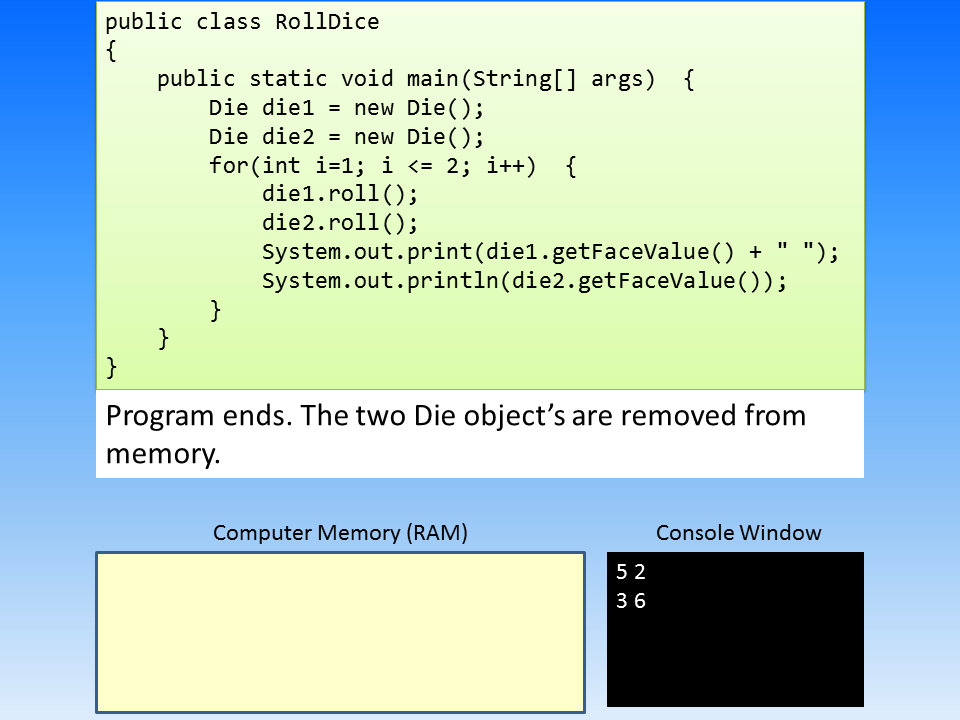 public class RollDice
{
    public static void main(String[] args)  {
        Die die1 = new Die();
        Die die2 = new Die();
        for(int i=1; i <= 2; i++)  {
            die1.roll();
            die2.roll();
            System.out.print(die1.getFaceValue() + " ");
            System.out.println(die2.getFaceValue());
        }
    }
}
Program ends. The two Die object’s are removed from
memory.
Computer Memory (RAM)
Console Window
5 2
3 6